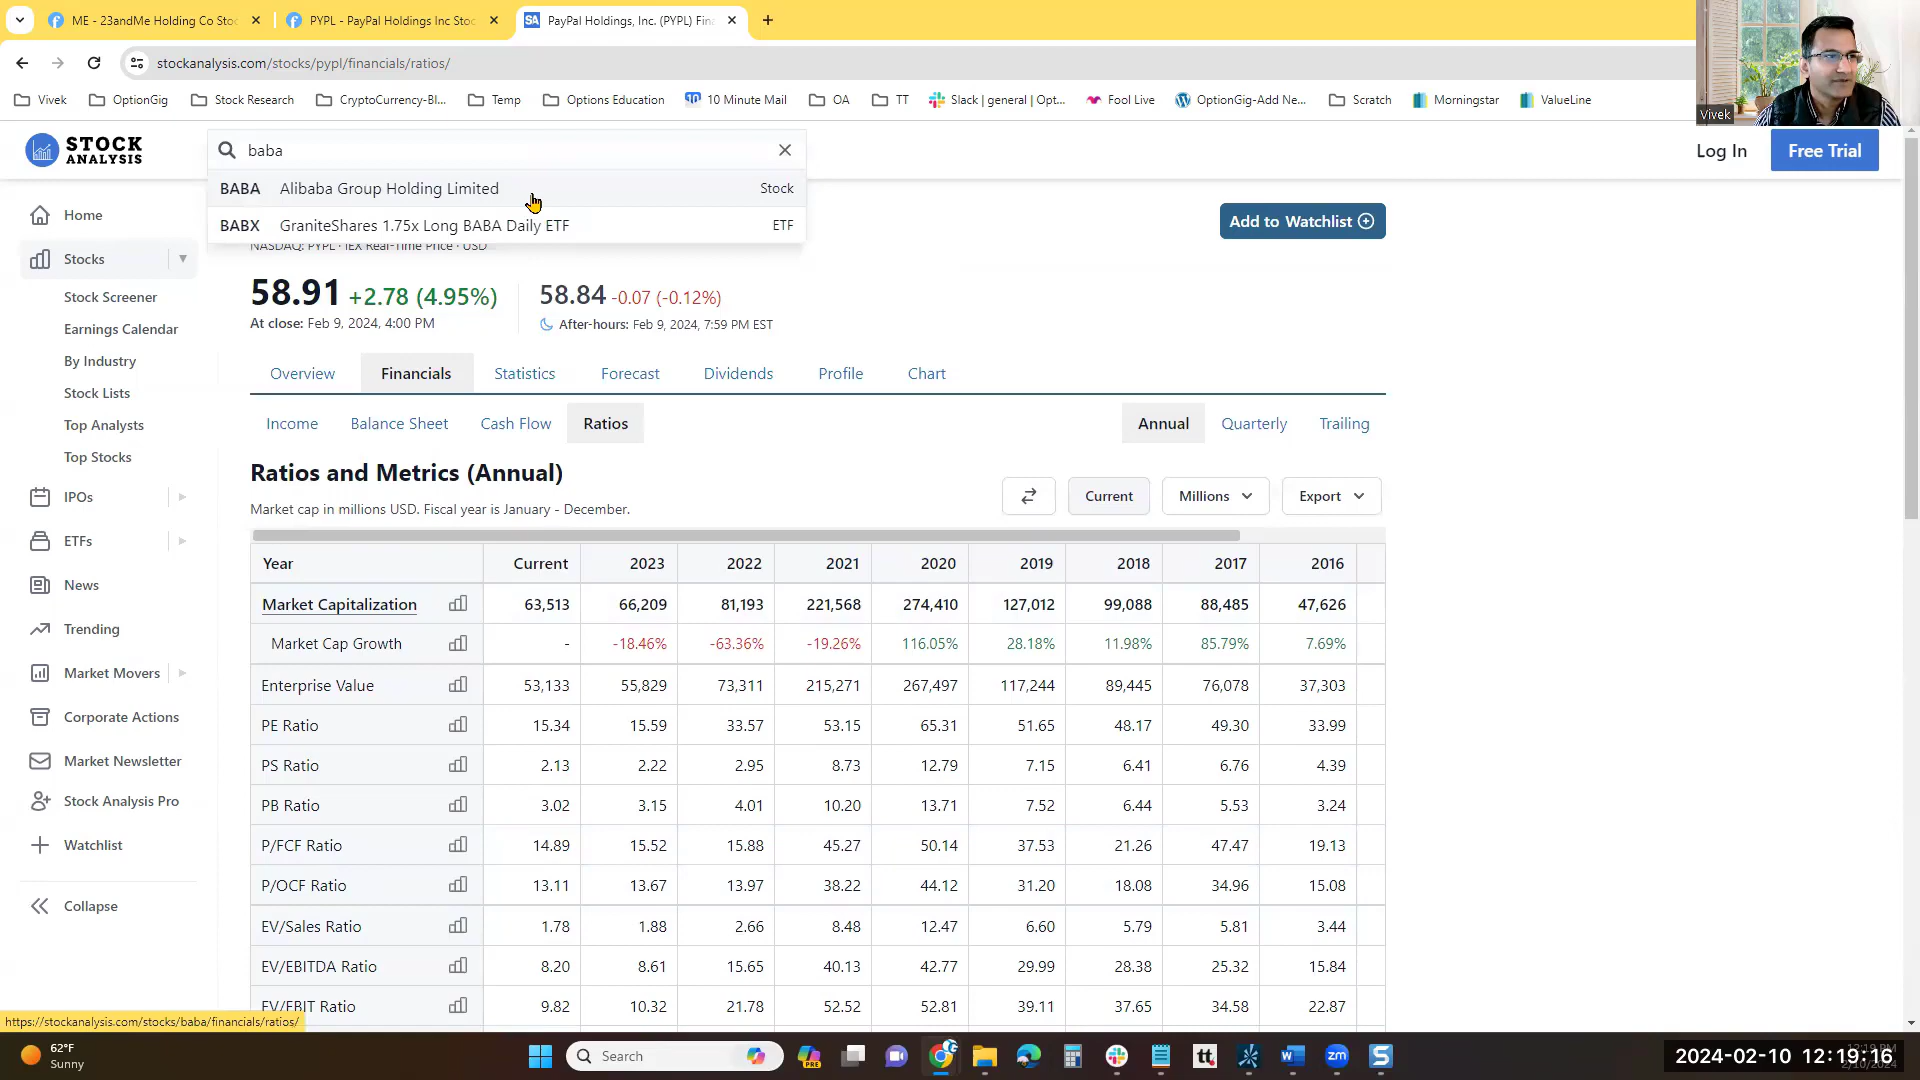 ME - 23andMe Holding Co Stoc
PYPL - PayPal Holdings Inc Stoc
SA PayPal Holdings, Inc. (PYPL) Fin
stockanalysis.com/stocks/pypl/financials/ratios/
Vivek
OptionGig
Stock Research
CryptoCurrency-Bl...
Temp
Options Education
10 10 Minute Mail
OA
TT
Slack | general | Opt...
Fool Live
OptionGig-Add Ne...
Scratch
Morningstar
ValueLine
Vivek
STOCK
ANALYSIS
baba
Log In
Free Trial
BABA Alibaba Group Holding Limited Stock
BABX GraniteShares 1.75x Long BABA Daily ETF ETF
NASDAQ: PYPL · IEX Real-Time Price · USD
Add to Watchlist
Home
Stocks
Stock Screener
Earnings Calendar
By Industry
Stock Lists
Top Analysts
Top Stocks
IPOs
ETFs
News
Trending
Market Movers
Corporate Actions
Market Newsletter
Stock Analysis Pro
Watchlist
Collapse
58.91 +2.78 (4.95%)
At close: Feb 9, 2024, 4:00 PM
58.84 -0.07 (-0.12%)
After-hours: Feb 9, 2024, 7:59 PM EST
Overview Financials Statistics Forecast Dividends Profile Chart
Income Balance Sheet Cash Flow Ratios Annual Quarterly Trailing
Ratios and Metrics (Annual)
Market cap in millions USD. Fiscal year is January - December.
Current Millions Export
Year Current 2023 2022 2021 2020 2019 2018 2017 2016
Market Capitalization 63,513 66,209 81,193 221,568 274,410 127,012 99,088 88,485 47,626
Market Cap Growth - -18.46% -63.36% -19.26% 116.05% 28.18% 11.98% 85.79% 7.69%
Enterprise Value 53,133 55,829 73,311 215,271 267,497 117,244 89,445 76,078 37,303
PE Ratio 15.34 15.59 33.57 53.15 65.31 51.65 48.17 49.30 33.99
PS Ratio 2.13 2.22 2.95 8.73 12.79 7.15 6.41 6.76 4.39
PB Ratio 3.02 3.15 4.01 10.20 13.71 7.52 6.44 5.53 3.24
P/FCF Ratio 14.89 15.52 15.88 45.27 50.14 37.53 21.26 47.47 19.13
P/OCF Ratio 13.11 13.67 13.97 38.22 44.12 31.20 18.08 34.96 15.08
EV/Sales Ratio 1.78 1.88 2.66 8.48 12.47 6.60 5.79 5.81 3.44
EV/EBITDA Ratio 8.20 8.61 15.65 40.13 42.77 29.99 28.38 25.32 15.84
EV/EBIT Ratio 9.82 10.32 21.78 52.52 52.81 39.11 37.65 34.58 22.87
https://stockanalysis.com/stocks/baba/financials/ratios/
62°F
Sunny
Search
PRE
tt
W
zm
S
2024-02-10 12:19:16